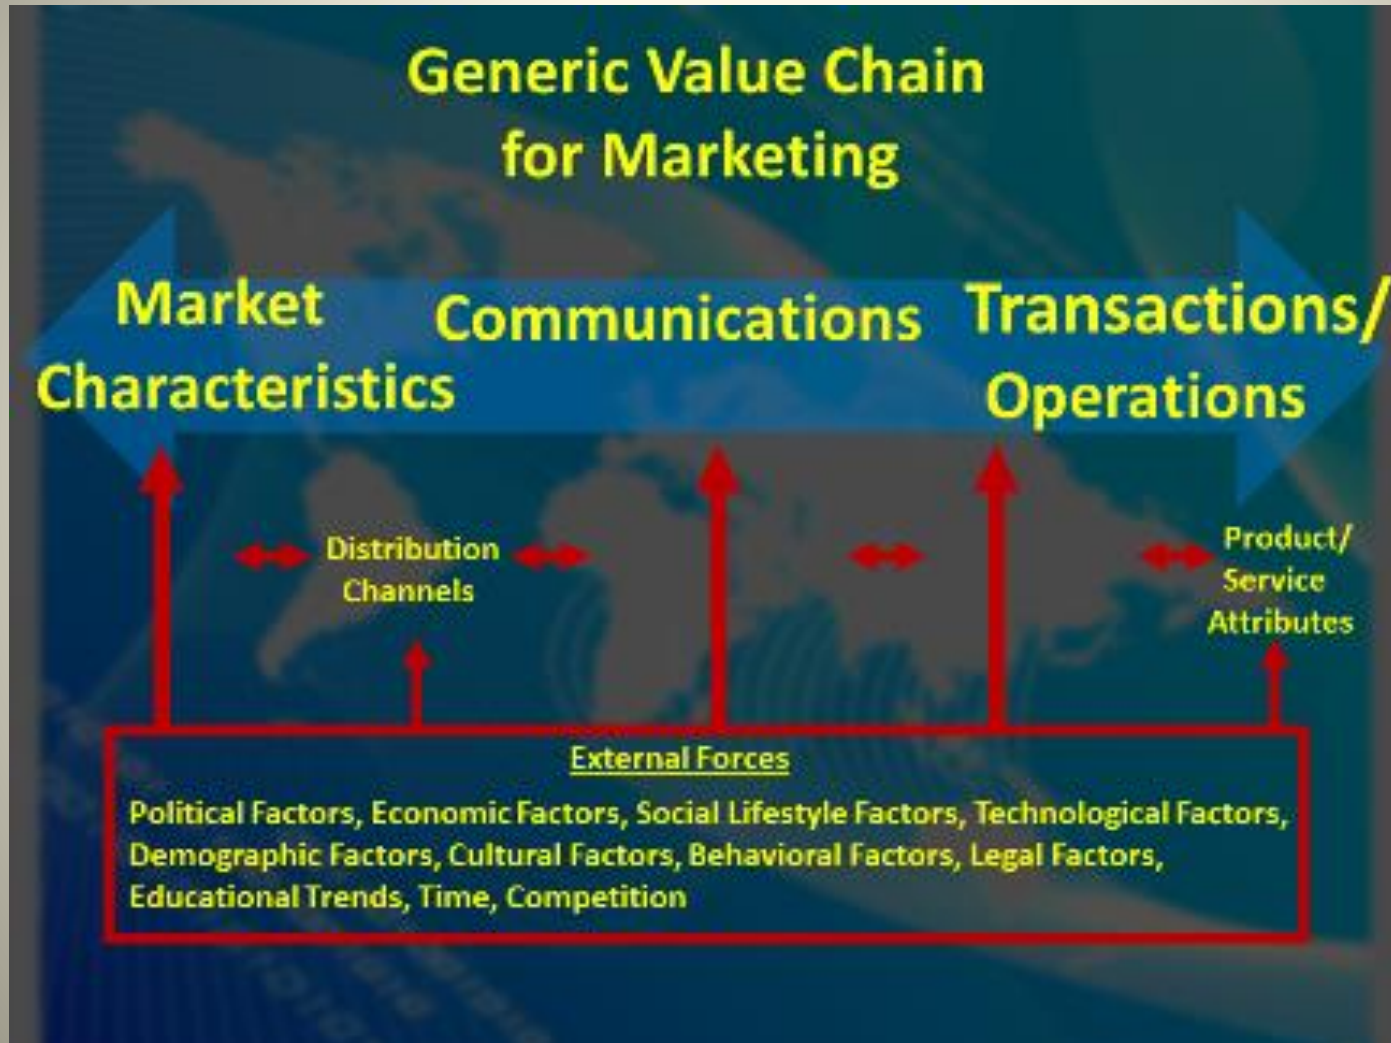 Generic Value Chain
for Marketing
Market
Characteristics
Communications
Transactions/
Operations
Distribution
Channels
Product/
Service
Attributes
External Forces
Political Factors, Economic Factors, Social Lifestyle Factors, Technological Factors,
Demographic Factors, Cultural Factors, Behavioral Factors, Legal Factors,
Educational Trends, Time, Competition